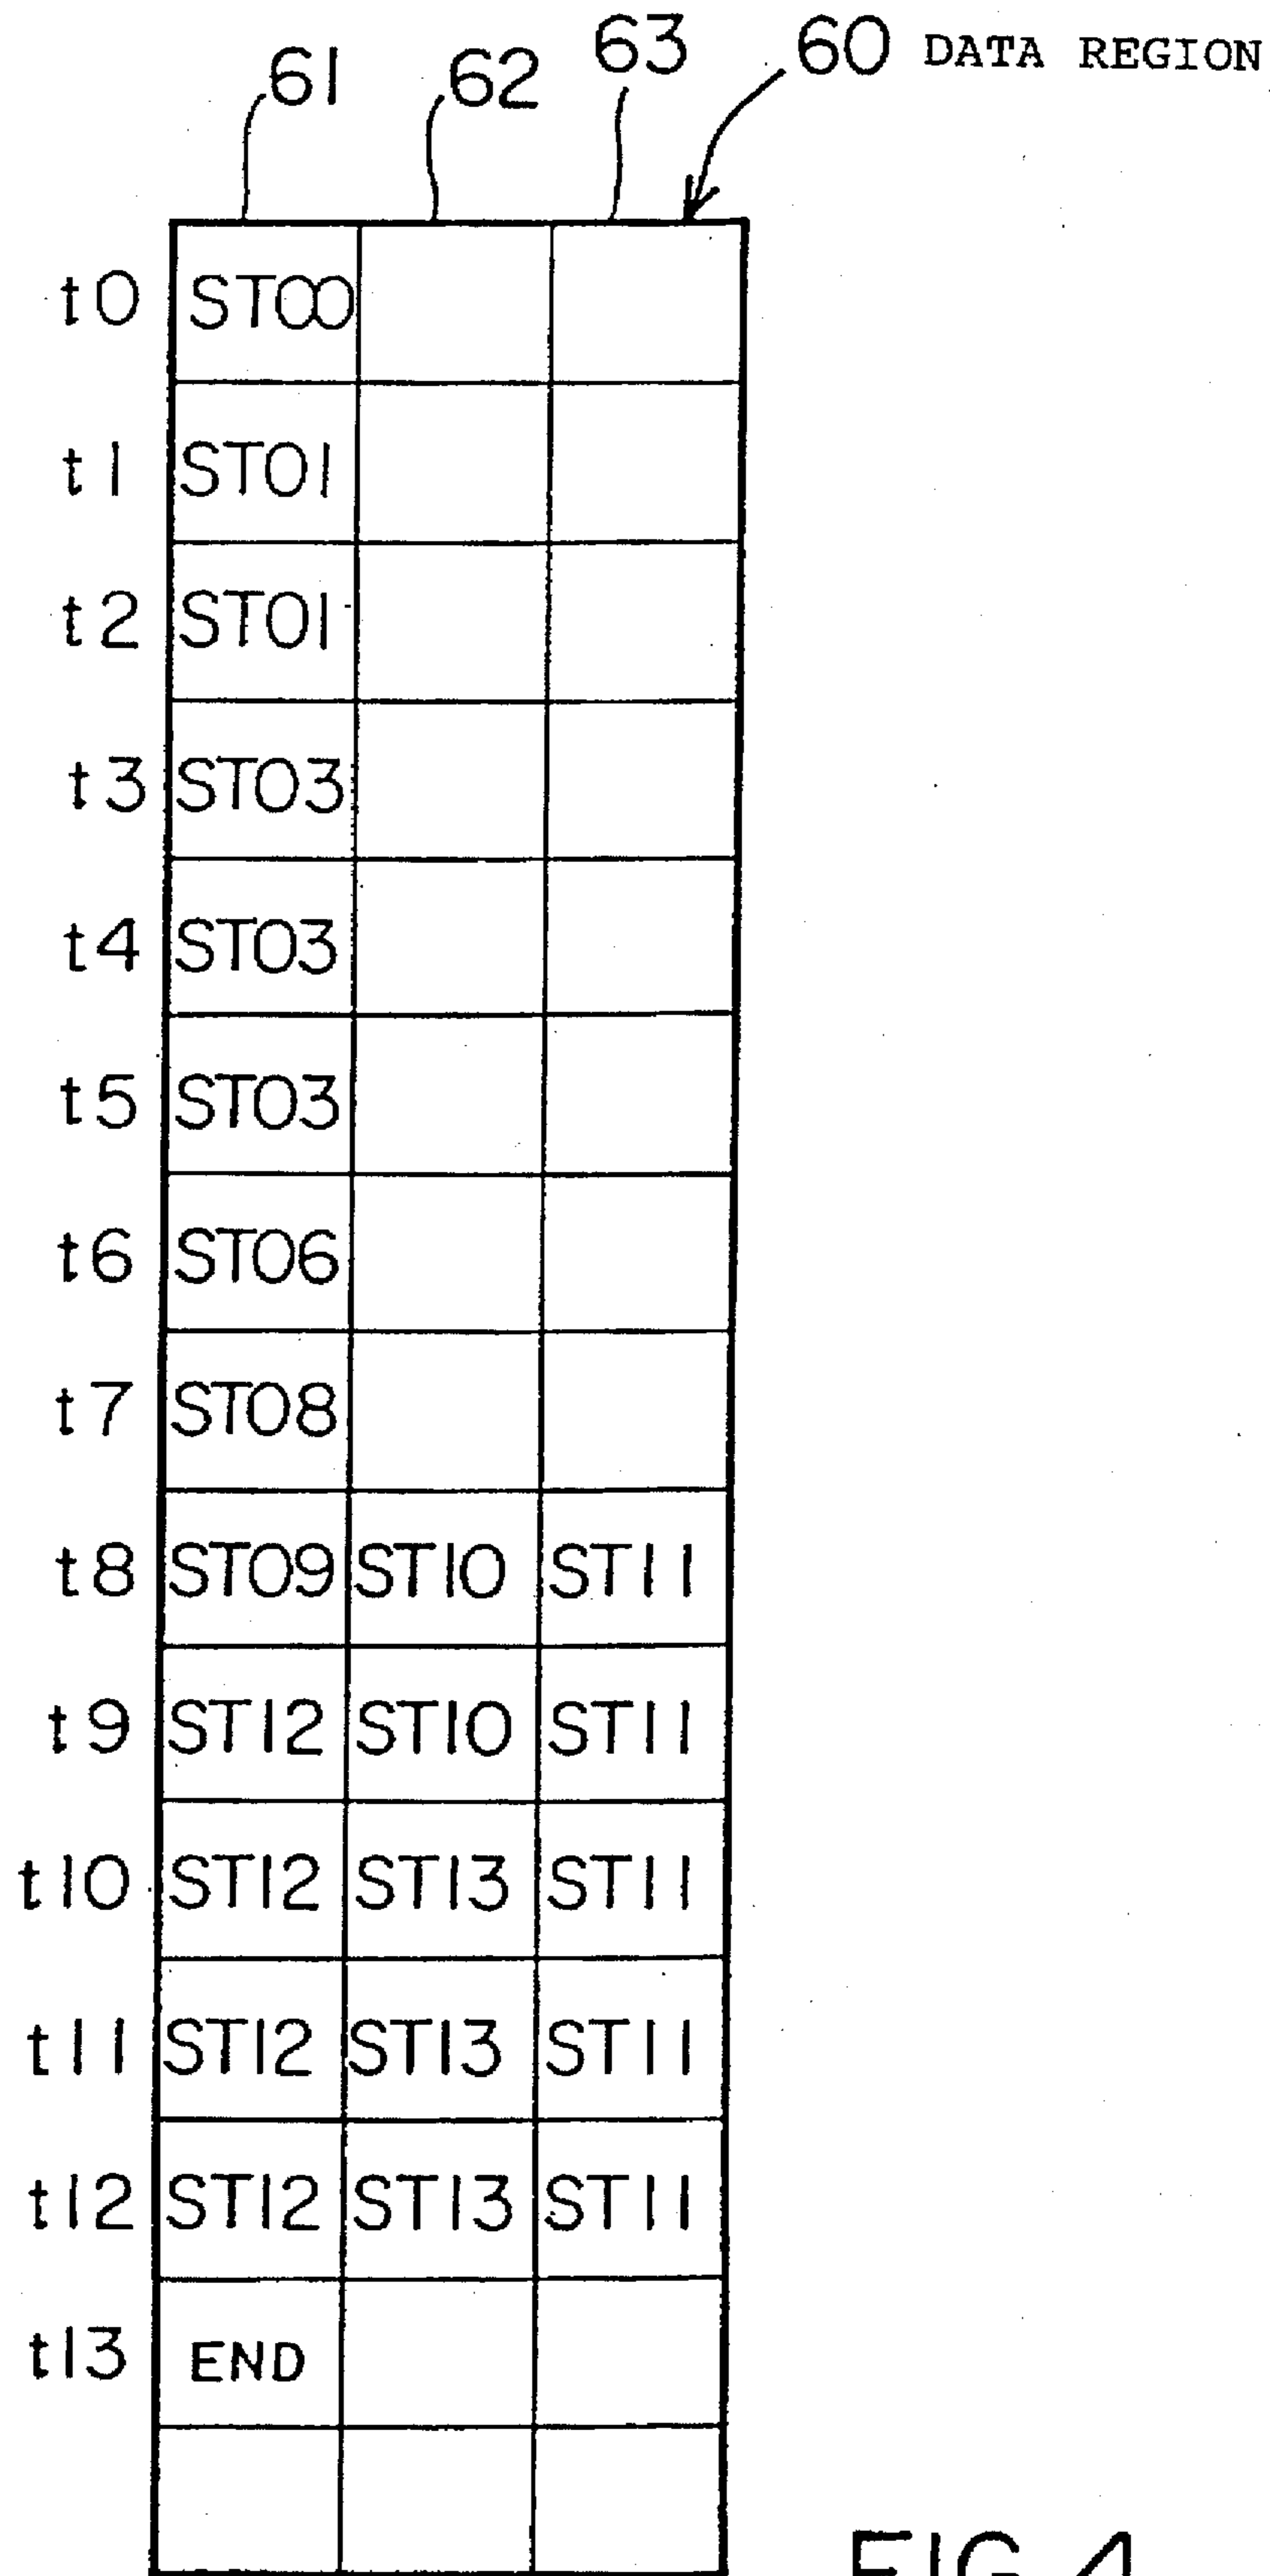 61 62 63 60 DATA REGION
t0 ST00
t1 ST01
t2 ST01
t3 ST03
t4 ST03
t5 ST03
t6 ST06
t7 ST08
t8 ST09 ST10 ST11
t9 ST12 ST10 ST11
t10 ST12 ST13 ST11
t11 ST12 ST13 ST11
t12 ST12 ST13 ST11
t13 END
FIG. 4